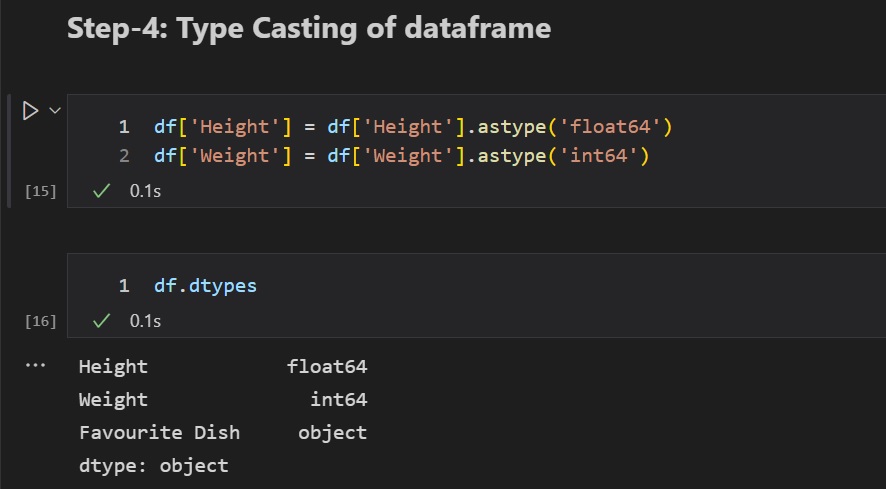 Step-4: Type Casting of dataframe
1 df['Height'] = df['Height'].astype('float64')
2 df['Weight'] = df['Weight'].astype('int64')
[15] 0.1s
1 df.dtypes
[16] 0.1s
Height float64
Weight int64
Favourite Dish object
dtype: object